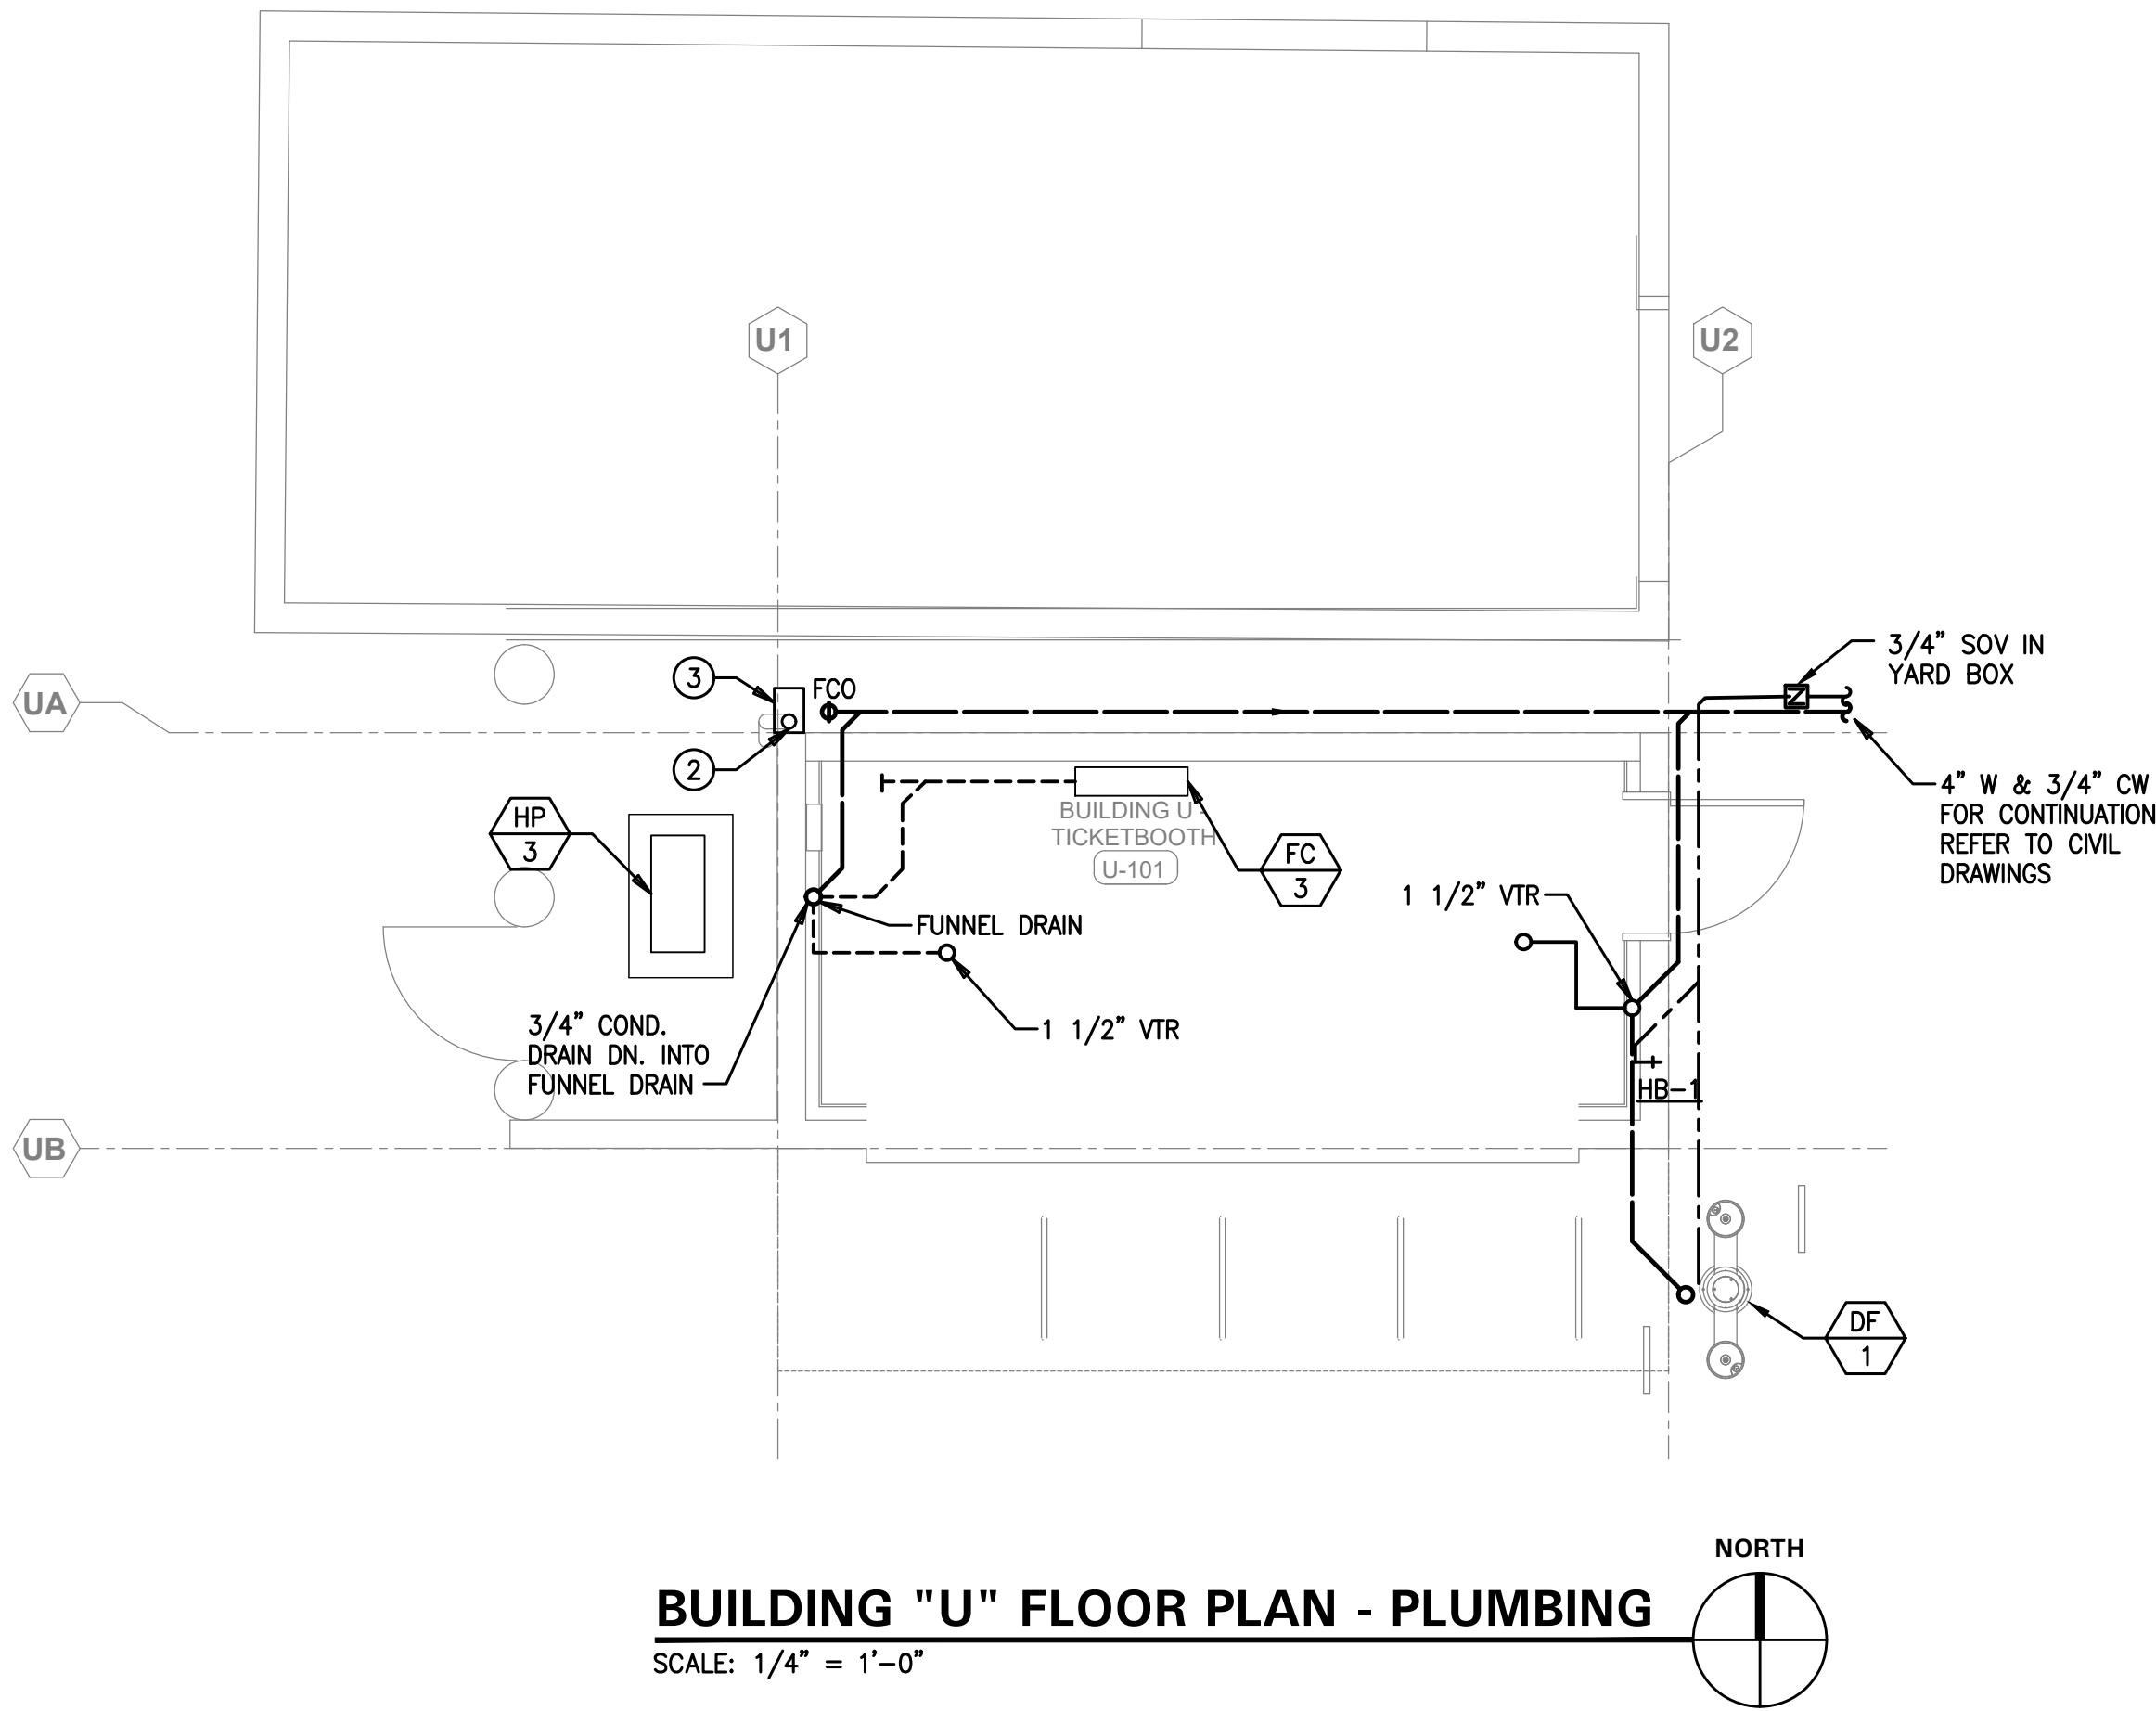 U1
U2
3/4" SOV IN
YARD BOX
3
FCO
UA
2
4" W & 3/4" CW
FOR CONTINUATION
REFER TO CIVIL
DRAWINGS
HP
3
BUILDING U -
TICKETBOOTH
U-101
FC
3
1 1/2" VTR
FUNNEL DRAIN
3/4" COND.
DRAIN DN. INTO
FUNNEL DRAIN
1 1/2" VTR
HB-1
UB
DF
1
NORTH
BUILDING "U" FLOOR PLAN - PLUMBING
SCALE: 1/4" = 1'-0"